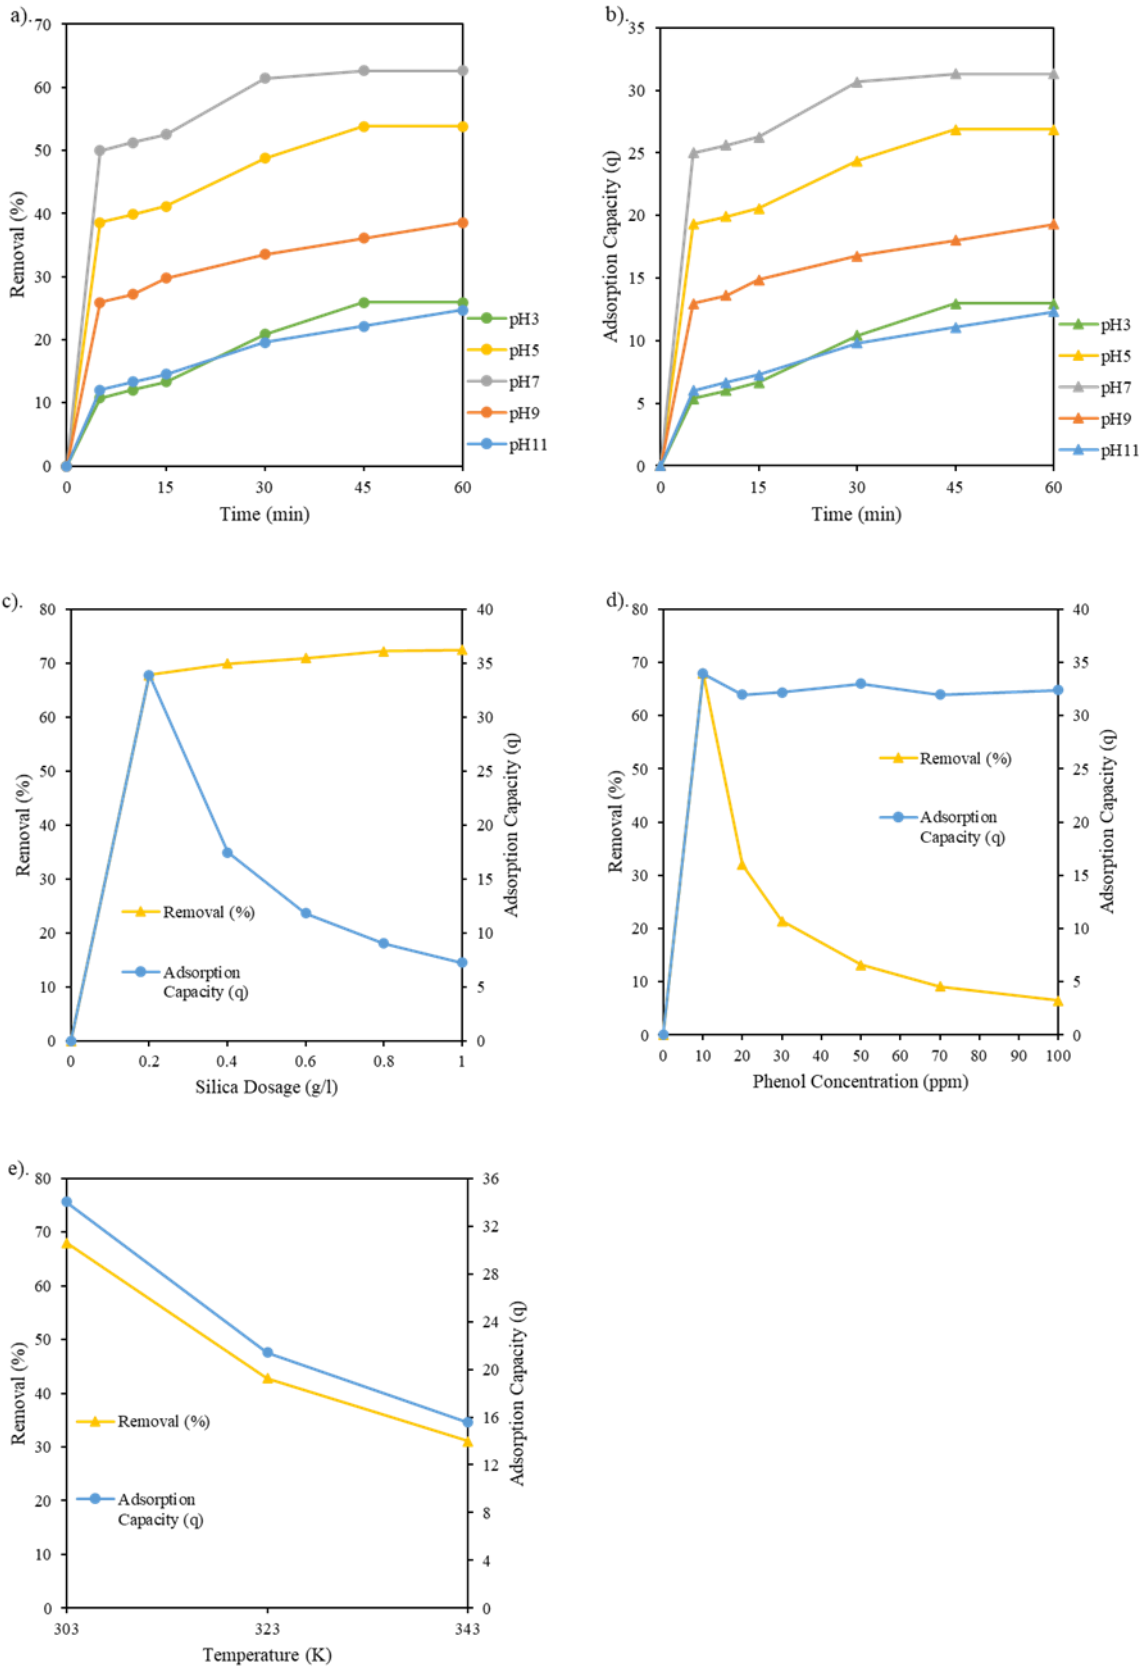 a).
70
60
50
40
30
20
10
0
Removal (%)
0 15 30 45 60
Time (min)
pH3
pH5
pH7
pH9
pH11
b).
35
30
25
20
15
10
5
0
Adsorption Capacity (q)
0 15 30 45 60
Time (min)
pH3
pH5
pH7
pH9
pH11
c).
80
70
60
50
40
30
20
10
0
Removal (%)
40
35
30
25
20
15
10
5
0
Adsorption Capacity (q)
Removal (%)
Adsorption
Capacity (q)
0 0.2 0.4 0.6 0.8 1
Silica Dosage (g/l)
d).
80
70
60
50
40
30
20
10
0
Removal (%)
40
35
30
25
20
15
10
5
0
Adsorption Capacity (q)
Removal (%)
Adsorption
Capacity (q)
0 10 20 30 40 50 60 70 80 90 100
Phenol Concentration (ppm)
e).
80
70
60
50
40
30
20
10
0
Removal (%)
36
32
28
24
20
16
12
8
4
0
Adsorption Capacity (q)
Removal (%)
Adsorption
Capacity (q)
303 323 343
Temperature (K)